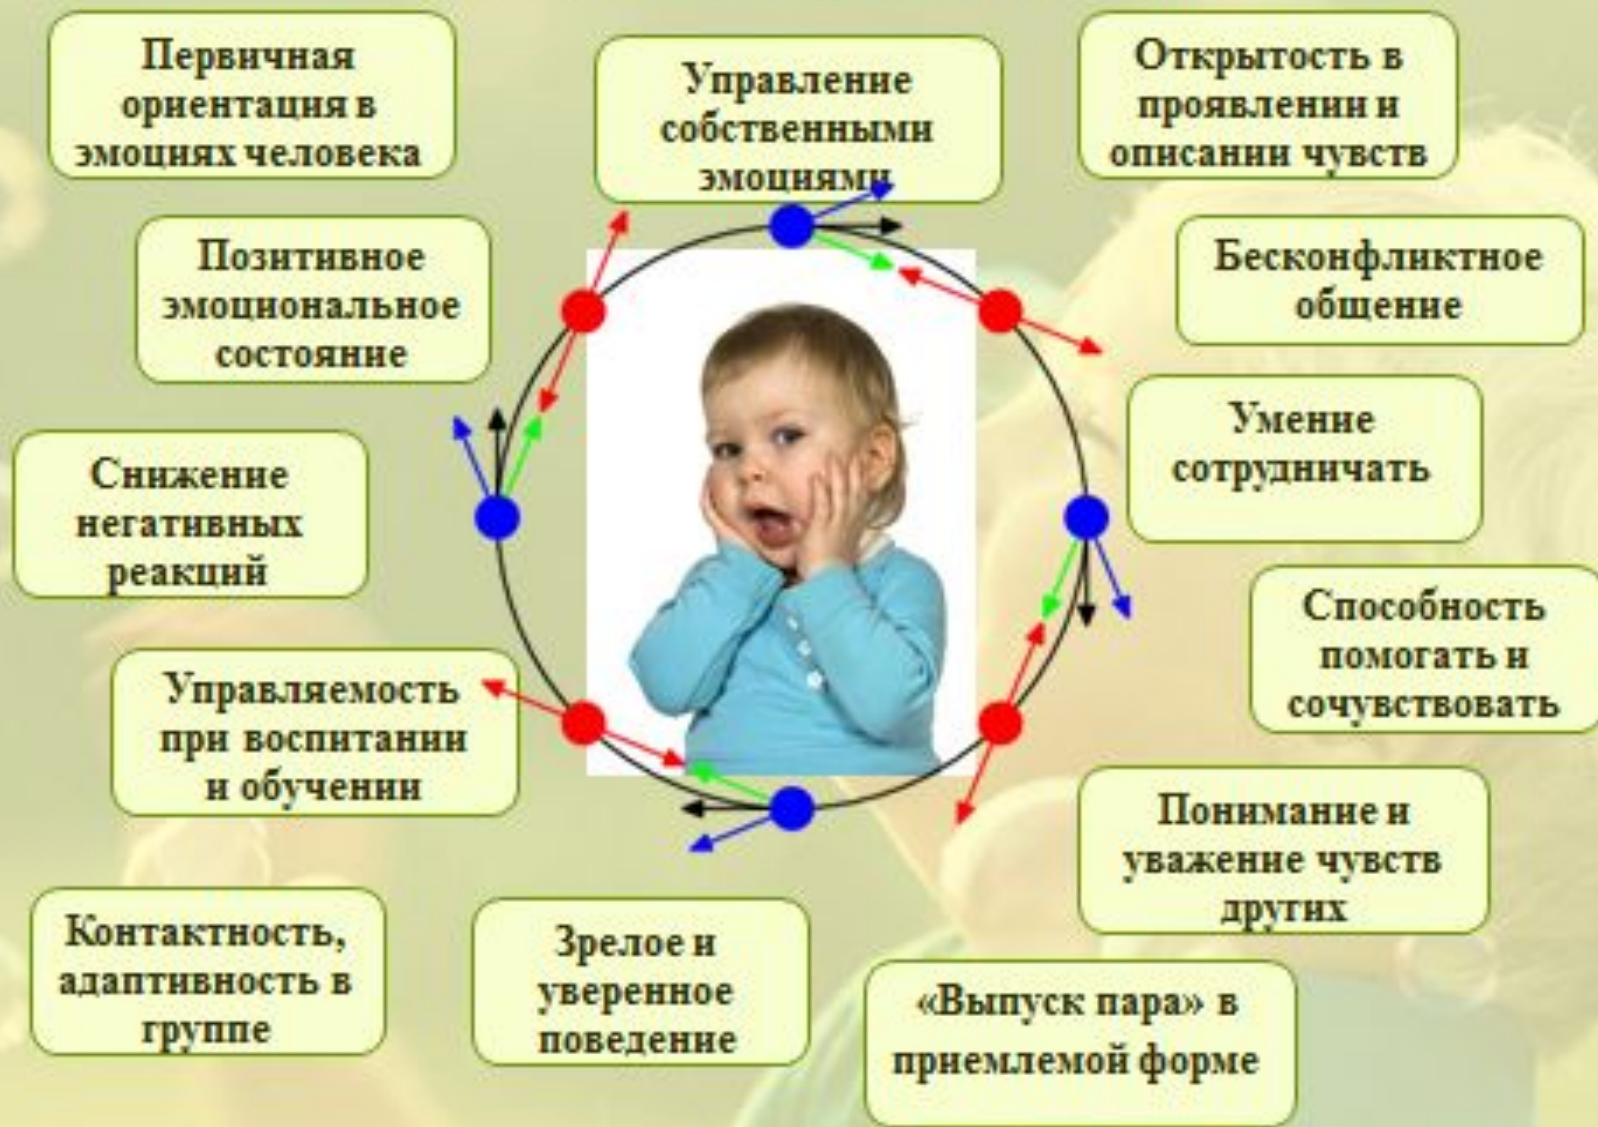 Первичная
ориентация в
эмоциях человека
Управление
собственными
эмоциями
Открытость в
проявлении и
описании чувств
Позитивное
эмоциональное
состояние
Бесконфликтное
общение
Умение
сотрудничать
Снижение
негативных
реакций
Способность
помогать и
сочувствовать
Управляемость
при воспитании
и обучении
Понимание и
уважение чувств
других
Контактность,
адаптивность в
группе
Зрелое и
уверенное
поведение
«Выпуск пара» в
приемлемой форме